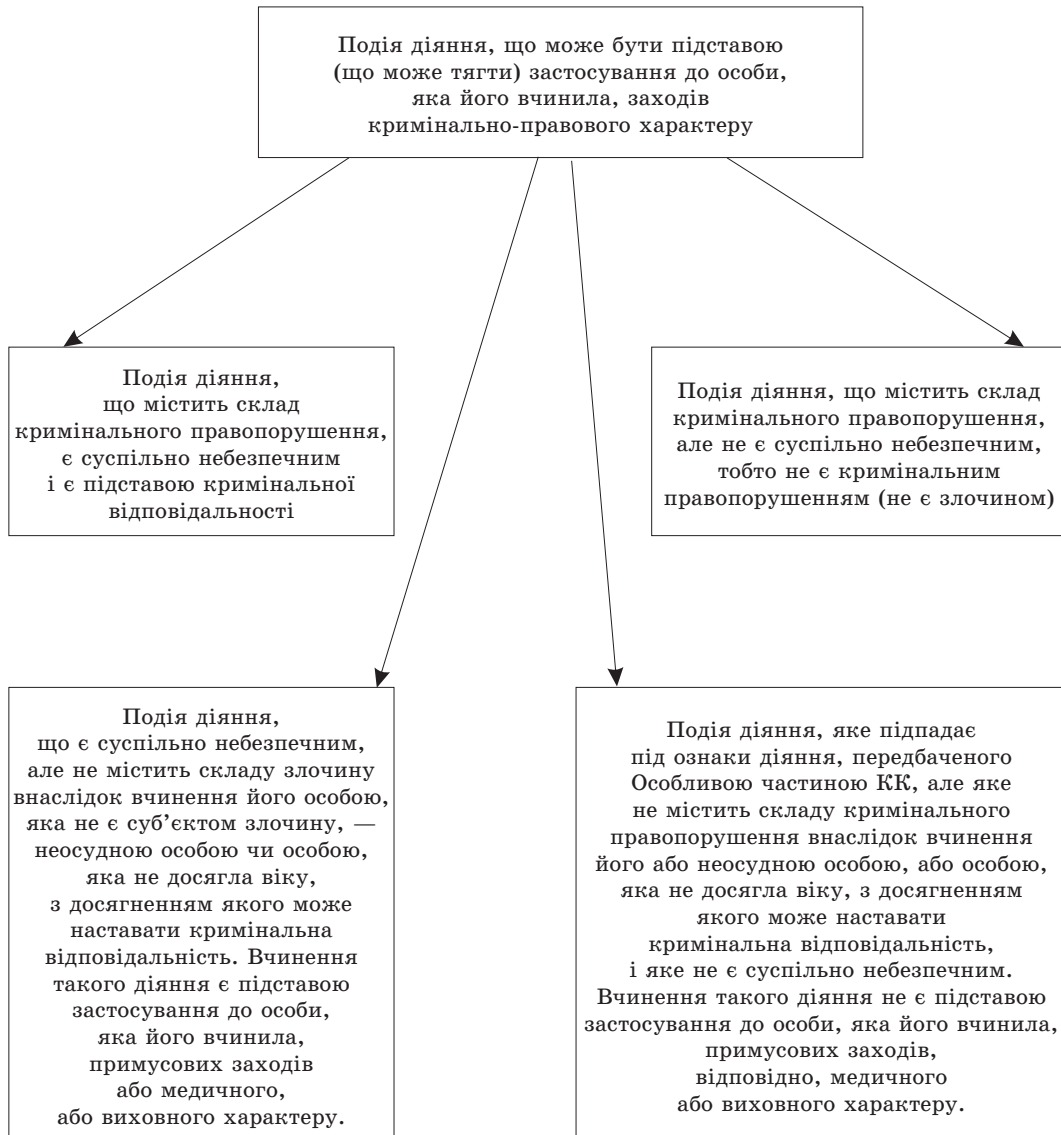 Подія діяння, що може бути підставою
(що може тягти) застосування до особи,
яка його вчинила, заходів
кримінально-правового характеру
Подія діяння,
що містить склад
кримінального правопорушення,
є суспільно небезпечним
і є підставою кримінальної
відповідальності
Подія діяння, що містить склад
кримінального правопорушення,
але не є суспільно небезпечним,
тобто не є кримінальним
правопорушенням (не є злочином)
Подія діяння,
що є суспільно небезпечним,
але не містить складу злочину
внаслідок вчинення його особою,
яка не є суб’єктом злочину, —
неосудною особою чи особою,
яка не досягла віку,
з досягненням якого може
наставати кримінальна
відповідальність. Вчинення
такого діяння є підставою
застосування до особи,
яка його вчинила,
примусових заходів
або медичного,
або виховного характеру.
Подія діяння, яке підпадає
під ознаки діяння, передбаченого
Особливою частиною КК, але яке
не містить складу кримінального
правопорушення внаслідок вчинення
його або неосудною особою, або особою,
яка не досягла віку, з досягненням
якого може наставати
кримінальна відповідальність,
і яке не є суспільно небезпечним.
Вчинення такого діяння не є підставою
застосування до особи, яка його вчинила,
примусових заходів,
відповідно, медичного
або виховного характеру.